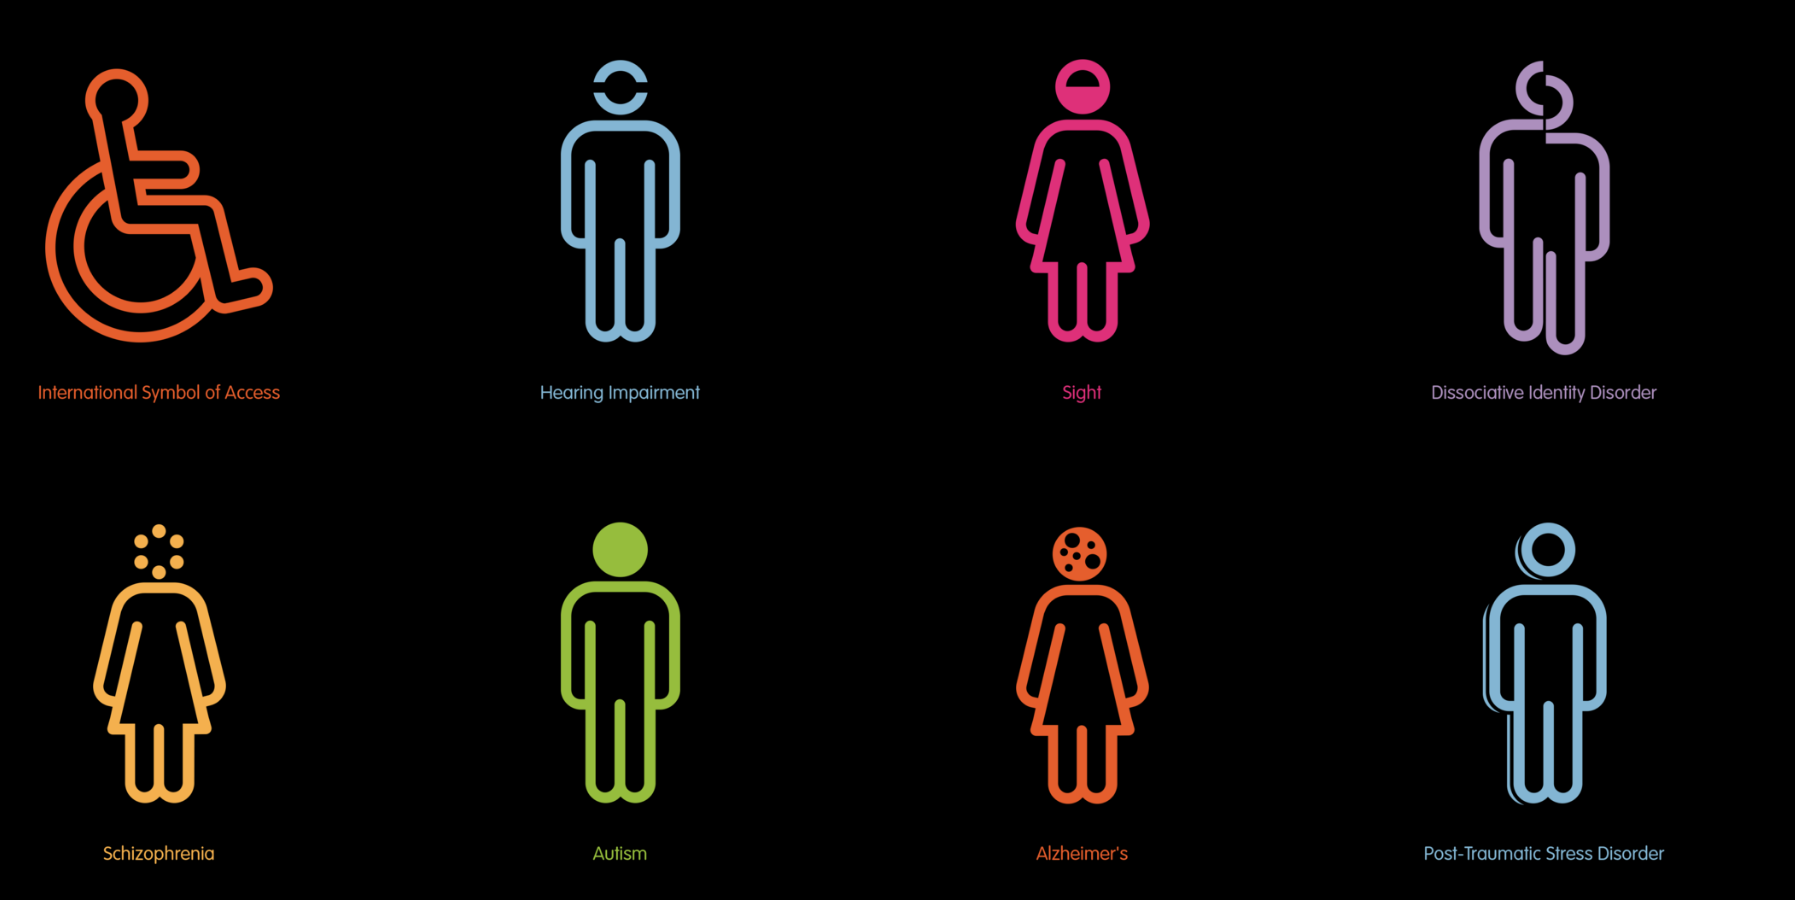 International Symbol of Access
Hearing Impairment
Sight
Dissociative Identity Disorder
Schizophrenia
Autism
Alzheimer's
Post-Traumatic Stress Disorder